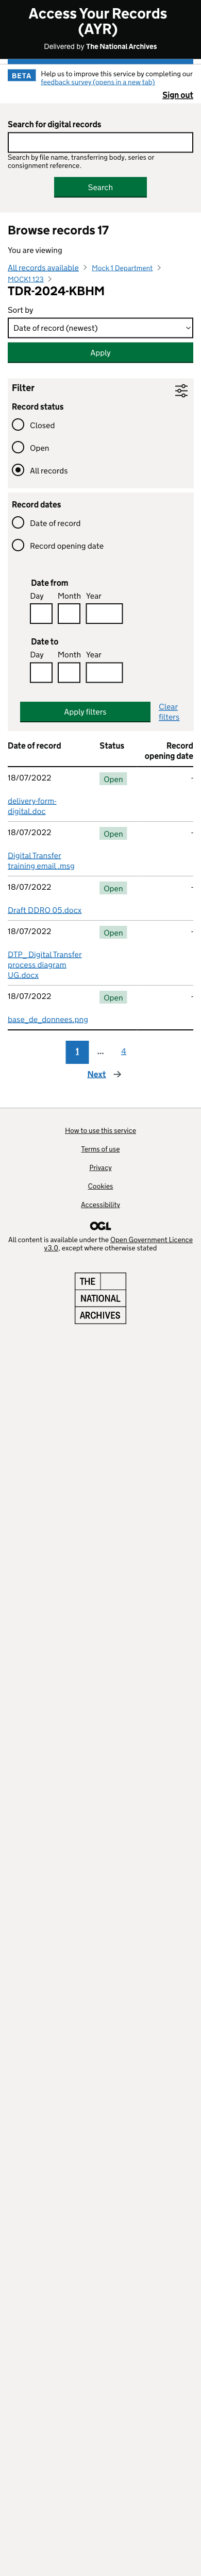 Access Your Records
(AYR)
Delivered by The National Archives
BETA
Help us to improve this service by completing our
feedback survey (opens in a new tab)
Sign out
Search for digital records
Search by file name, transferring body, series or
consignment reference.
Search
Browse records 17
You are viewing
All records available
Mock 1 Department
MOCK1 123
TDR-2024-KBHM
Sort by
Date of record (newest)
Apply
Filter
Record status
Closed
Open
All records
Record dates
Date of record
Record opening date
Date from
Day Month Year
Date to
Day Month Year
Apply filters
Clear
filters
Date of record Status Record
opening date
18/07/2022 Open -
delivery-form-
digital.doc
18/07/2022 Open -
Digital Transfer
training email .msg
18/07/2022 Open -
Draft DDRO 05.docx
18/07/2022 Open -
DTP_ Digital Transfer
process diagram
UG.docx
18/07/2022 Open -
base_de_donnees.png
1 ... 4
Next
How to use this service
Terms of use
Privacy
Cookies
Accessibility
OGL
All content is available under the Open Government Licence
v3.0, except where otherwise stated
THE
NATIONAL
ARCHIVES